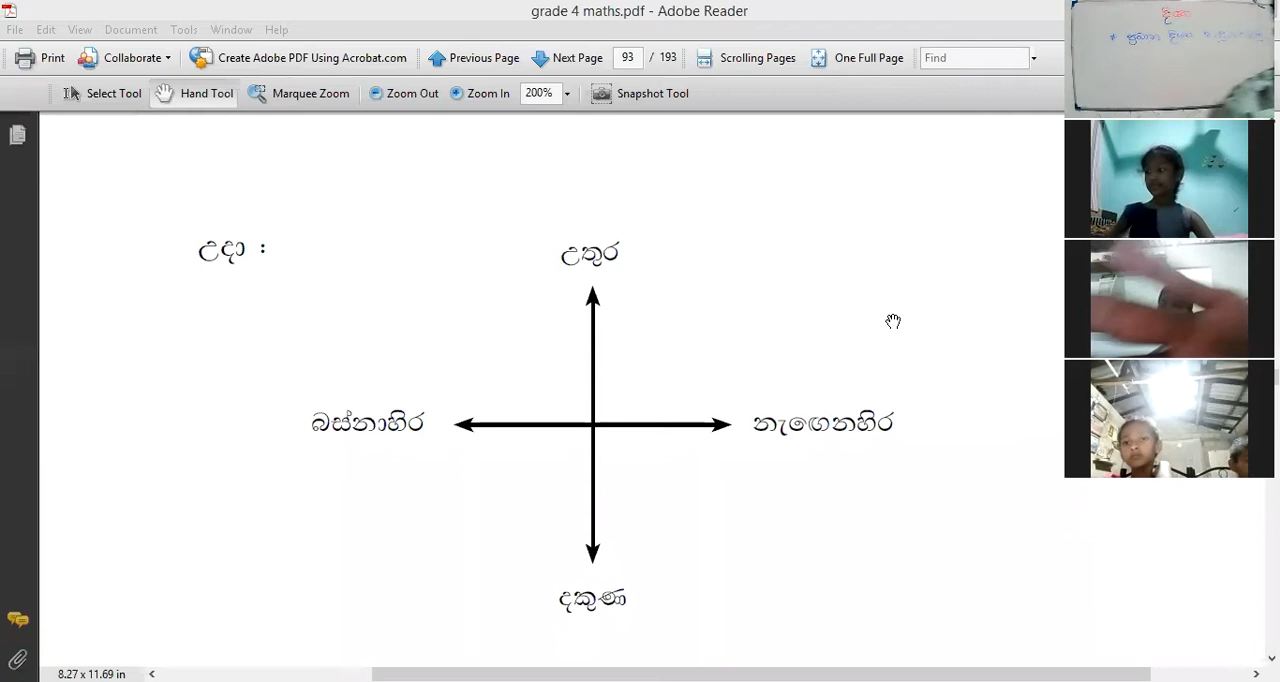 grade 4 maths.pdf - Adobe Reader
File Edit View Document Tools Window Help
Print Collaborate Create Adobe PDF Using Acrobat.com Previous Page Next Page 93 / 193 Scrolling Pages One Full Page Find
Select Tool Hand Tool Marquee Zoom Zoom Out Zoom In 200% Snapshot Tool
උදා :
උතුර
බස්නාහිර
නැඟෙනහිර
දකුණ
8.27 x 11.69 in